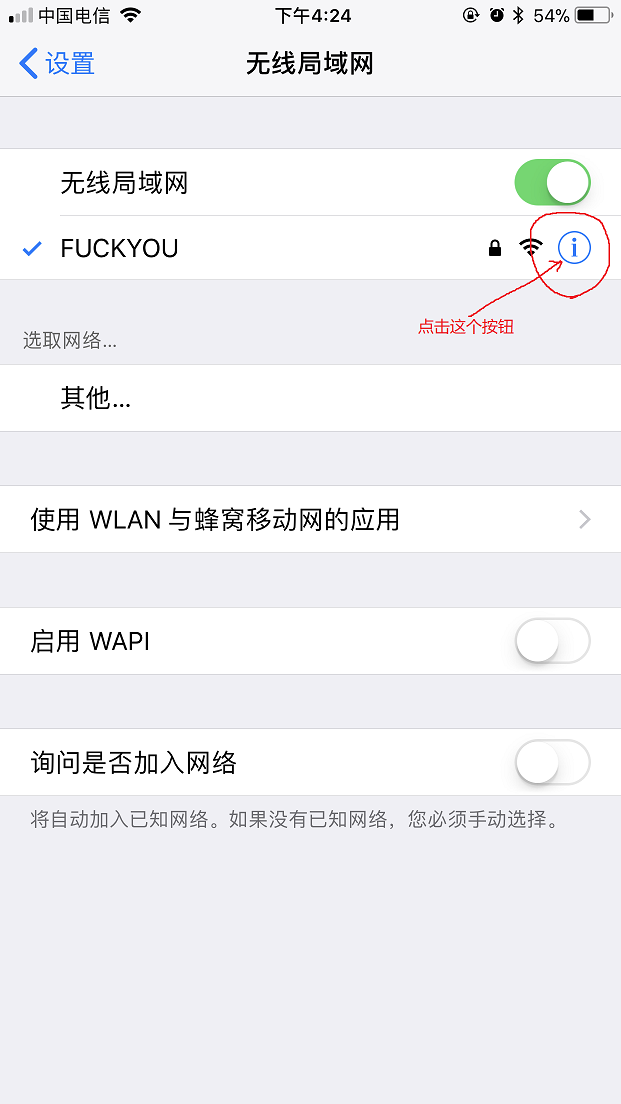 中国电信 下午4:24 54%
设置 无线局域网
无线局域网
FUCKYOU
点击这个按钮
选取网络...
其他...
使用 WLAN 与蜂窝移动网的应用
启用 WAPI
询问是否加入网络
将自动加入已知网络。如果没有已知网络，您必须手动选择。